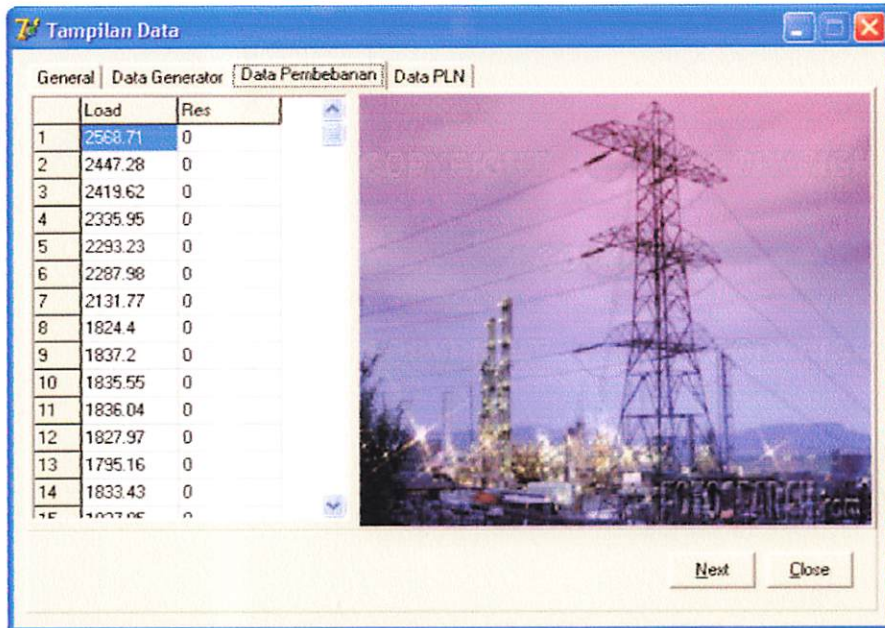 Tampilan Data
General Data Generator Data Pembebanan Data PLN
Load Res
1 2568.71 0
2 2447.28 0
3 2419.62 0
4 2335.95 0
5 2293.23 0
6 2287.98 0
7 2131.77 0
8 1824.4 0
9 1837.2 0
10 1835.55 0
11 1836.04 0
12 1827.97 0
13 1795.16 0
14 1833.43 0
Next Close